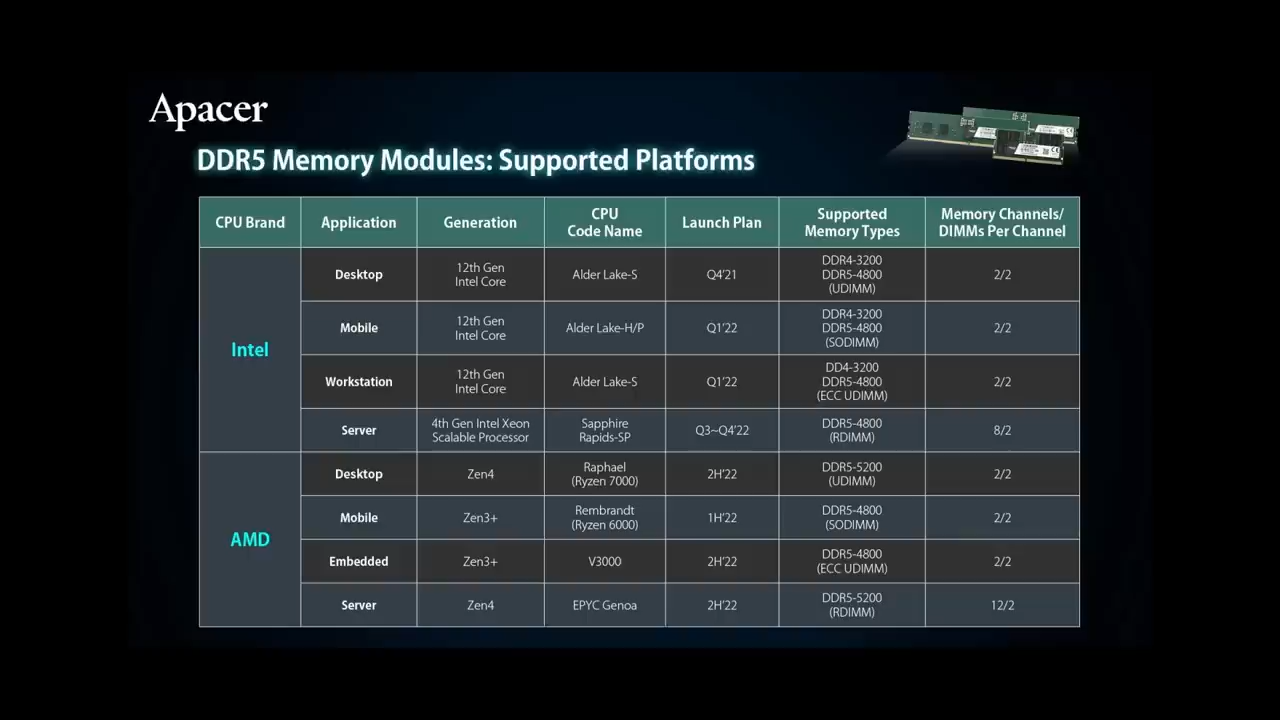 Apacer
DDR5 Memory Modules: Supported Platforms
CPU Brand
Application
Generation
CPU
Code Name
Launch Plan
Supported
Memory Types
Memory Channels/
DIMMs Per Channel
Intel
Desktop
12th Gen
Intel Core
Alder Lake-S
Q4'21
DDR4-3200
DDR5-4800
(UDIMM)
2/2
Mobile
12th Gen
Intel Core
Alder Lake-H/P
Q1'22
DDR4-3200
DDR5-4800
(SODIMM)
2/2
Workstation
12th Gen
Intel Core
Alder Lake-S
Q1'22
DD4-3200
DDR5-4800
(ECC UDIMM)
2/2
Server
4th Gen Intel Xeon
Scalable Processor
Sapphire
Rapids-SP
Q3~Q4'22
DDR5-4800
(RDIMM)
8/2
AMD
Desktop
Zen4
Raphael
(Ryzen 7000)
2H'22
DDR5-5200
(UDIMM)
2/2
Mobile
Zen3+
Rembrandt
(Ryzen 6000)
1H'22
DDR5-4800
(SODIMM)
2/2
Embedded
Zen3+
V3000
2H'22
DDR5-4800
(ECC UDIMM)
2/2
Server
Zen4
EPYC Genoa
2H'22
DDR5-5200
(RDIMM)
12/2